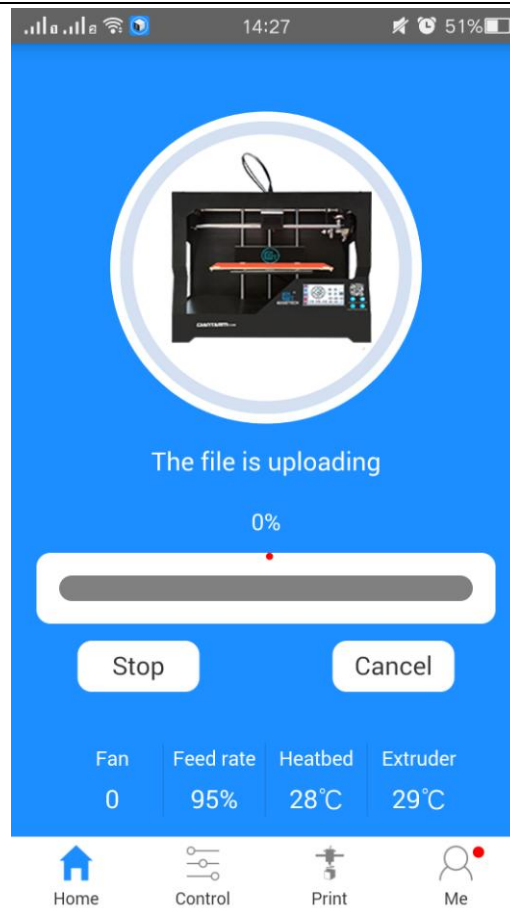 14:27 51%
The file is uploading
0%
Stop Cancel
Fan Feed rate Heatbed Extruder
0 95% 28℃ 29℃
Home Control Print Me